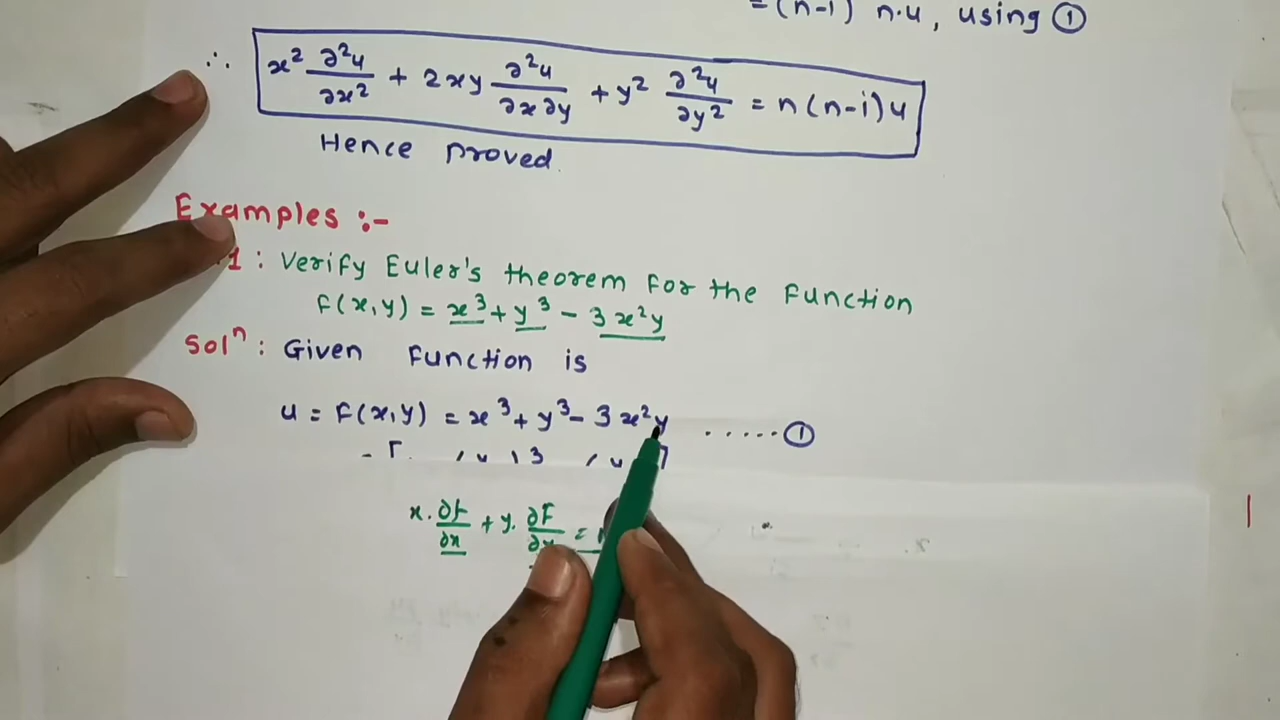 =(n-1) n.u, using ①
∴ x² ∂²u/∂x² + 2xy ∂²u/∂x∂y + y² ∂²u/∂y² = n(n-1)u
Hence proved.
Examples :-
1 : Verify Euler's theorem for the function
f(x,y) = x³ + y³ - 3x²y
Solⁿ : Given function is
u = f(x,y) = x³ + y³ - 3x²y ..... ①
x. ∂f/∂x + y. ∂f/∂y =